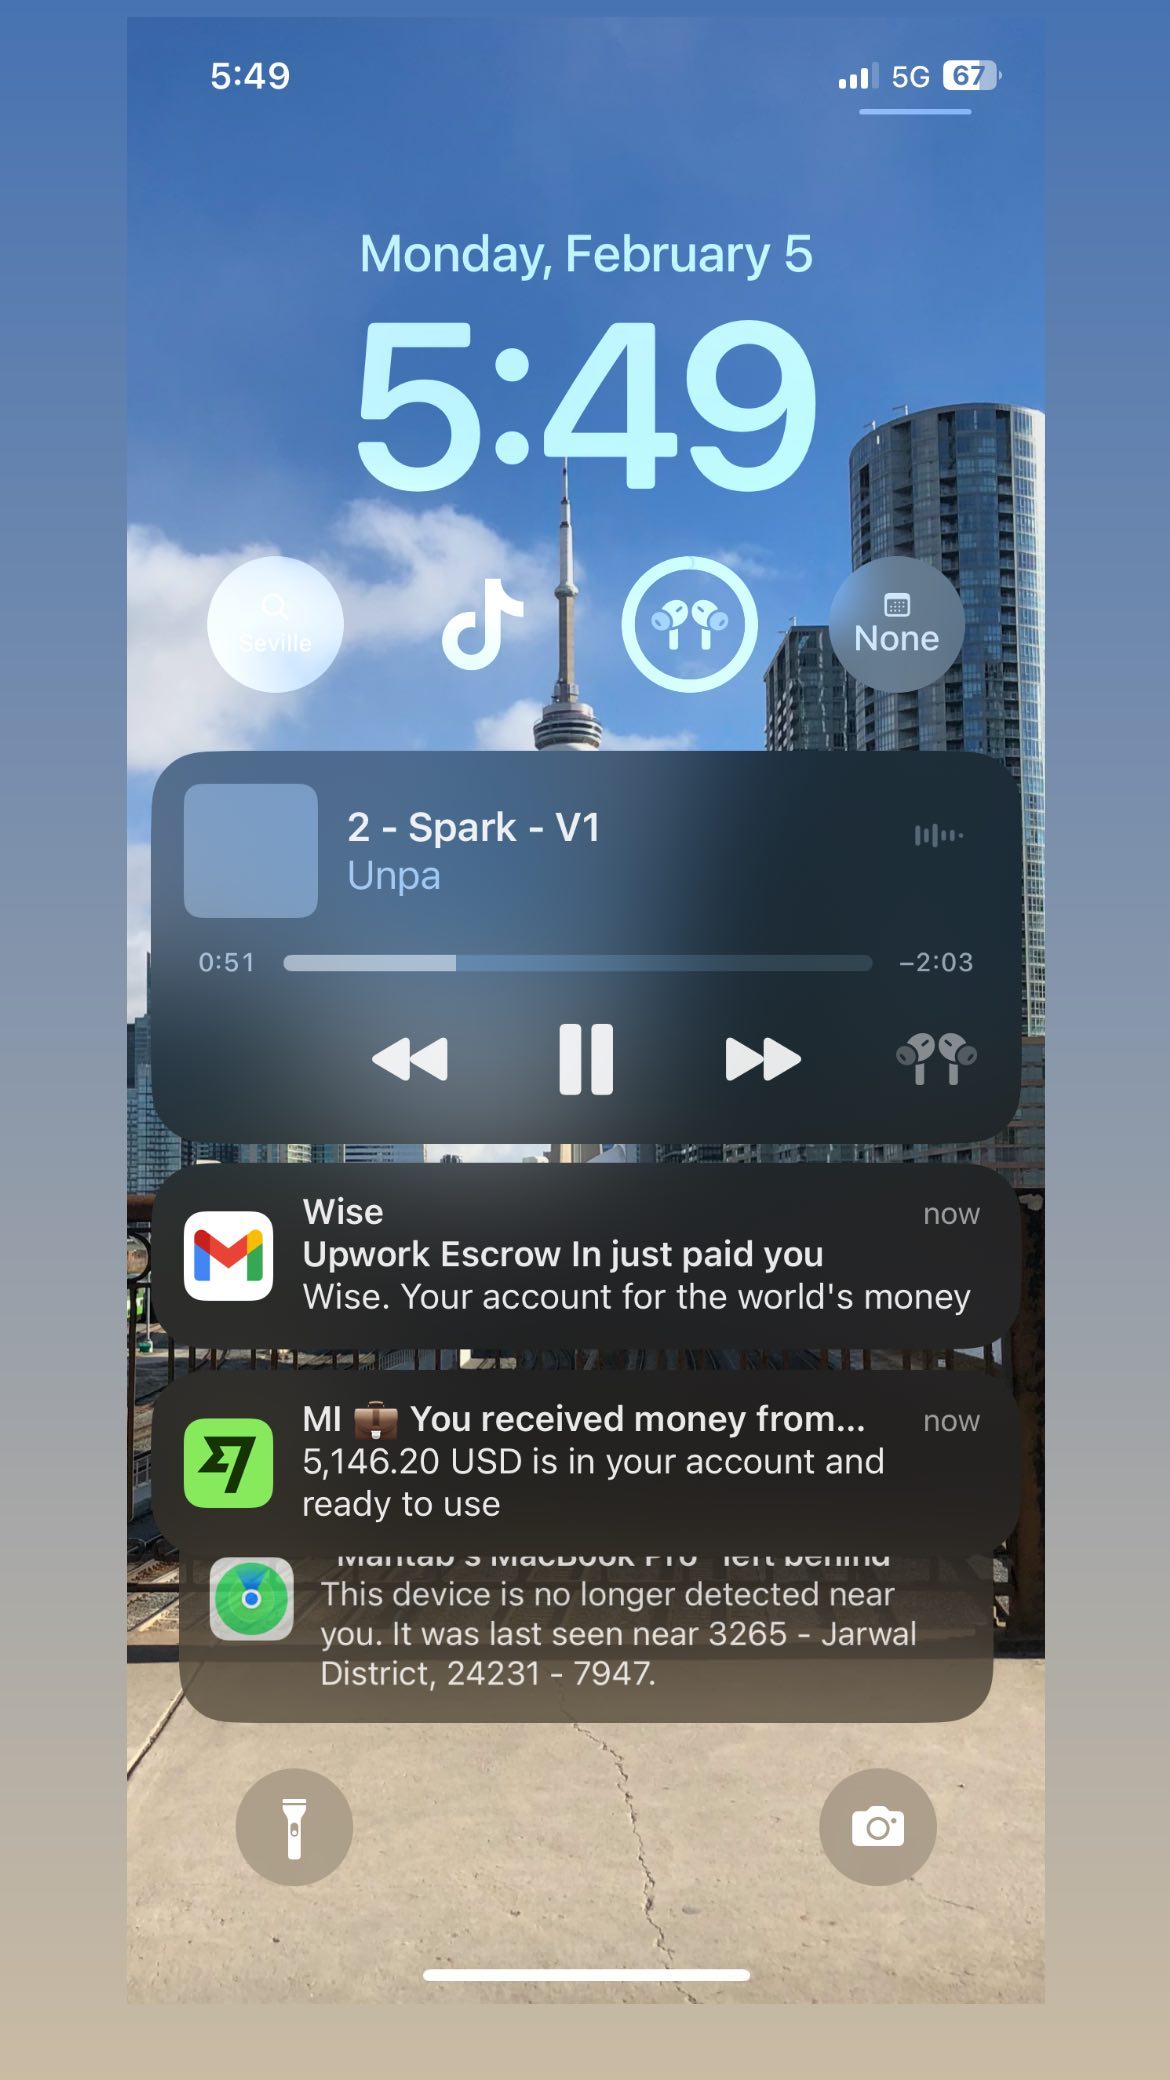 5:49
5G 67
Monday, February 5
5:49
Seville
None
2 - Spark - V1
Unpa
0:51
−2:03
Wise
now
Upwork Escrow In just paid you
Wise. Your account for the world's money
MI 💼 You received money from...
now
5,146.20 USD is in your account and
ready to use
"Mahtab's MacBook Pro" left behind
This device is no longer detected near
you. It was last seen near 3265 - Jarwal
District, 24231 - 7947.